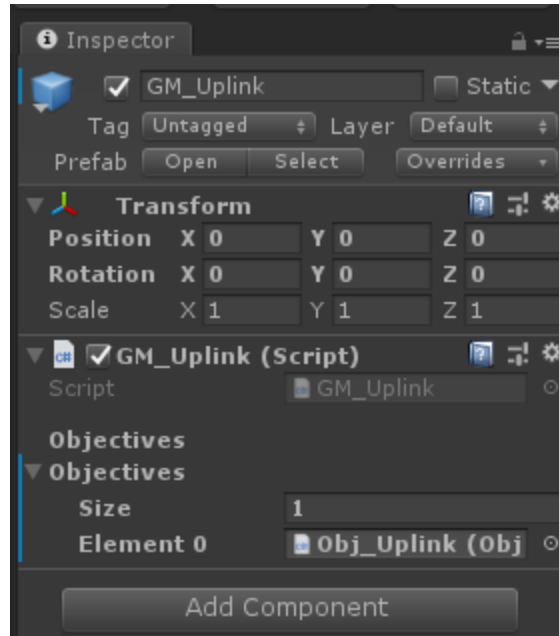 Inspector
GM_Uplink Static
Tag Untagged Layer Default
Prefab Open Select Overrides
Transform
Position X 0 Y 0 Z 0
Rotation X 0 Y 0 Z 0
Scale X 1 Y 1 Z 1
c# GM_Uplink (Script)
Script GM_Uplink
Objectives
Objectives
Size 1
Element 0 Obj_Uplink (Obj
Add Component